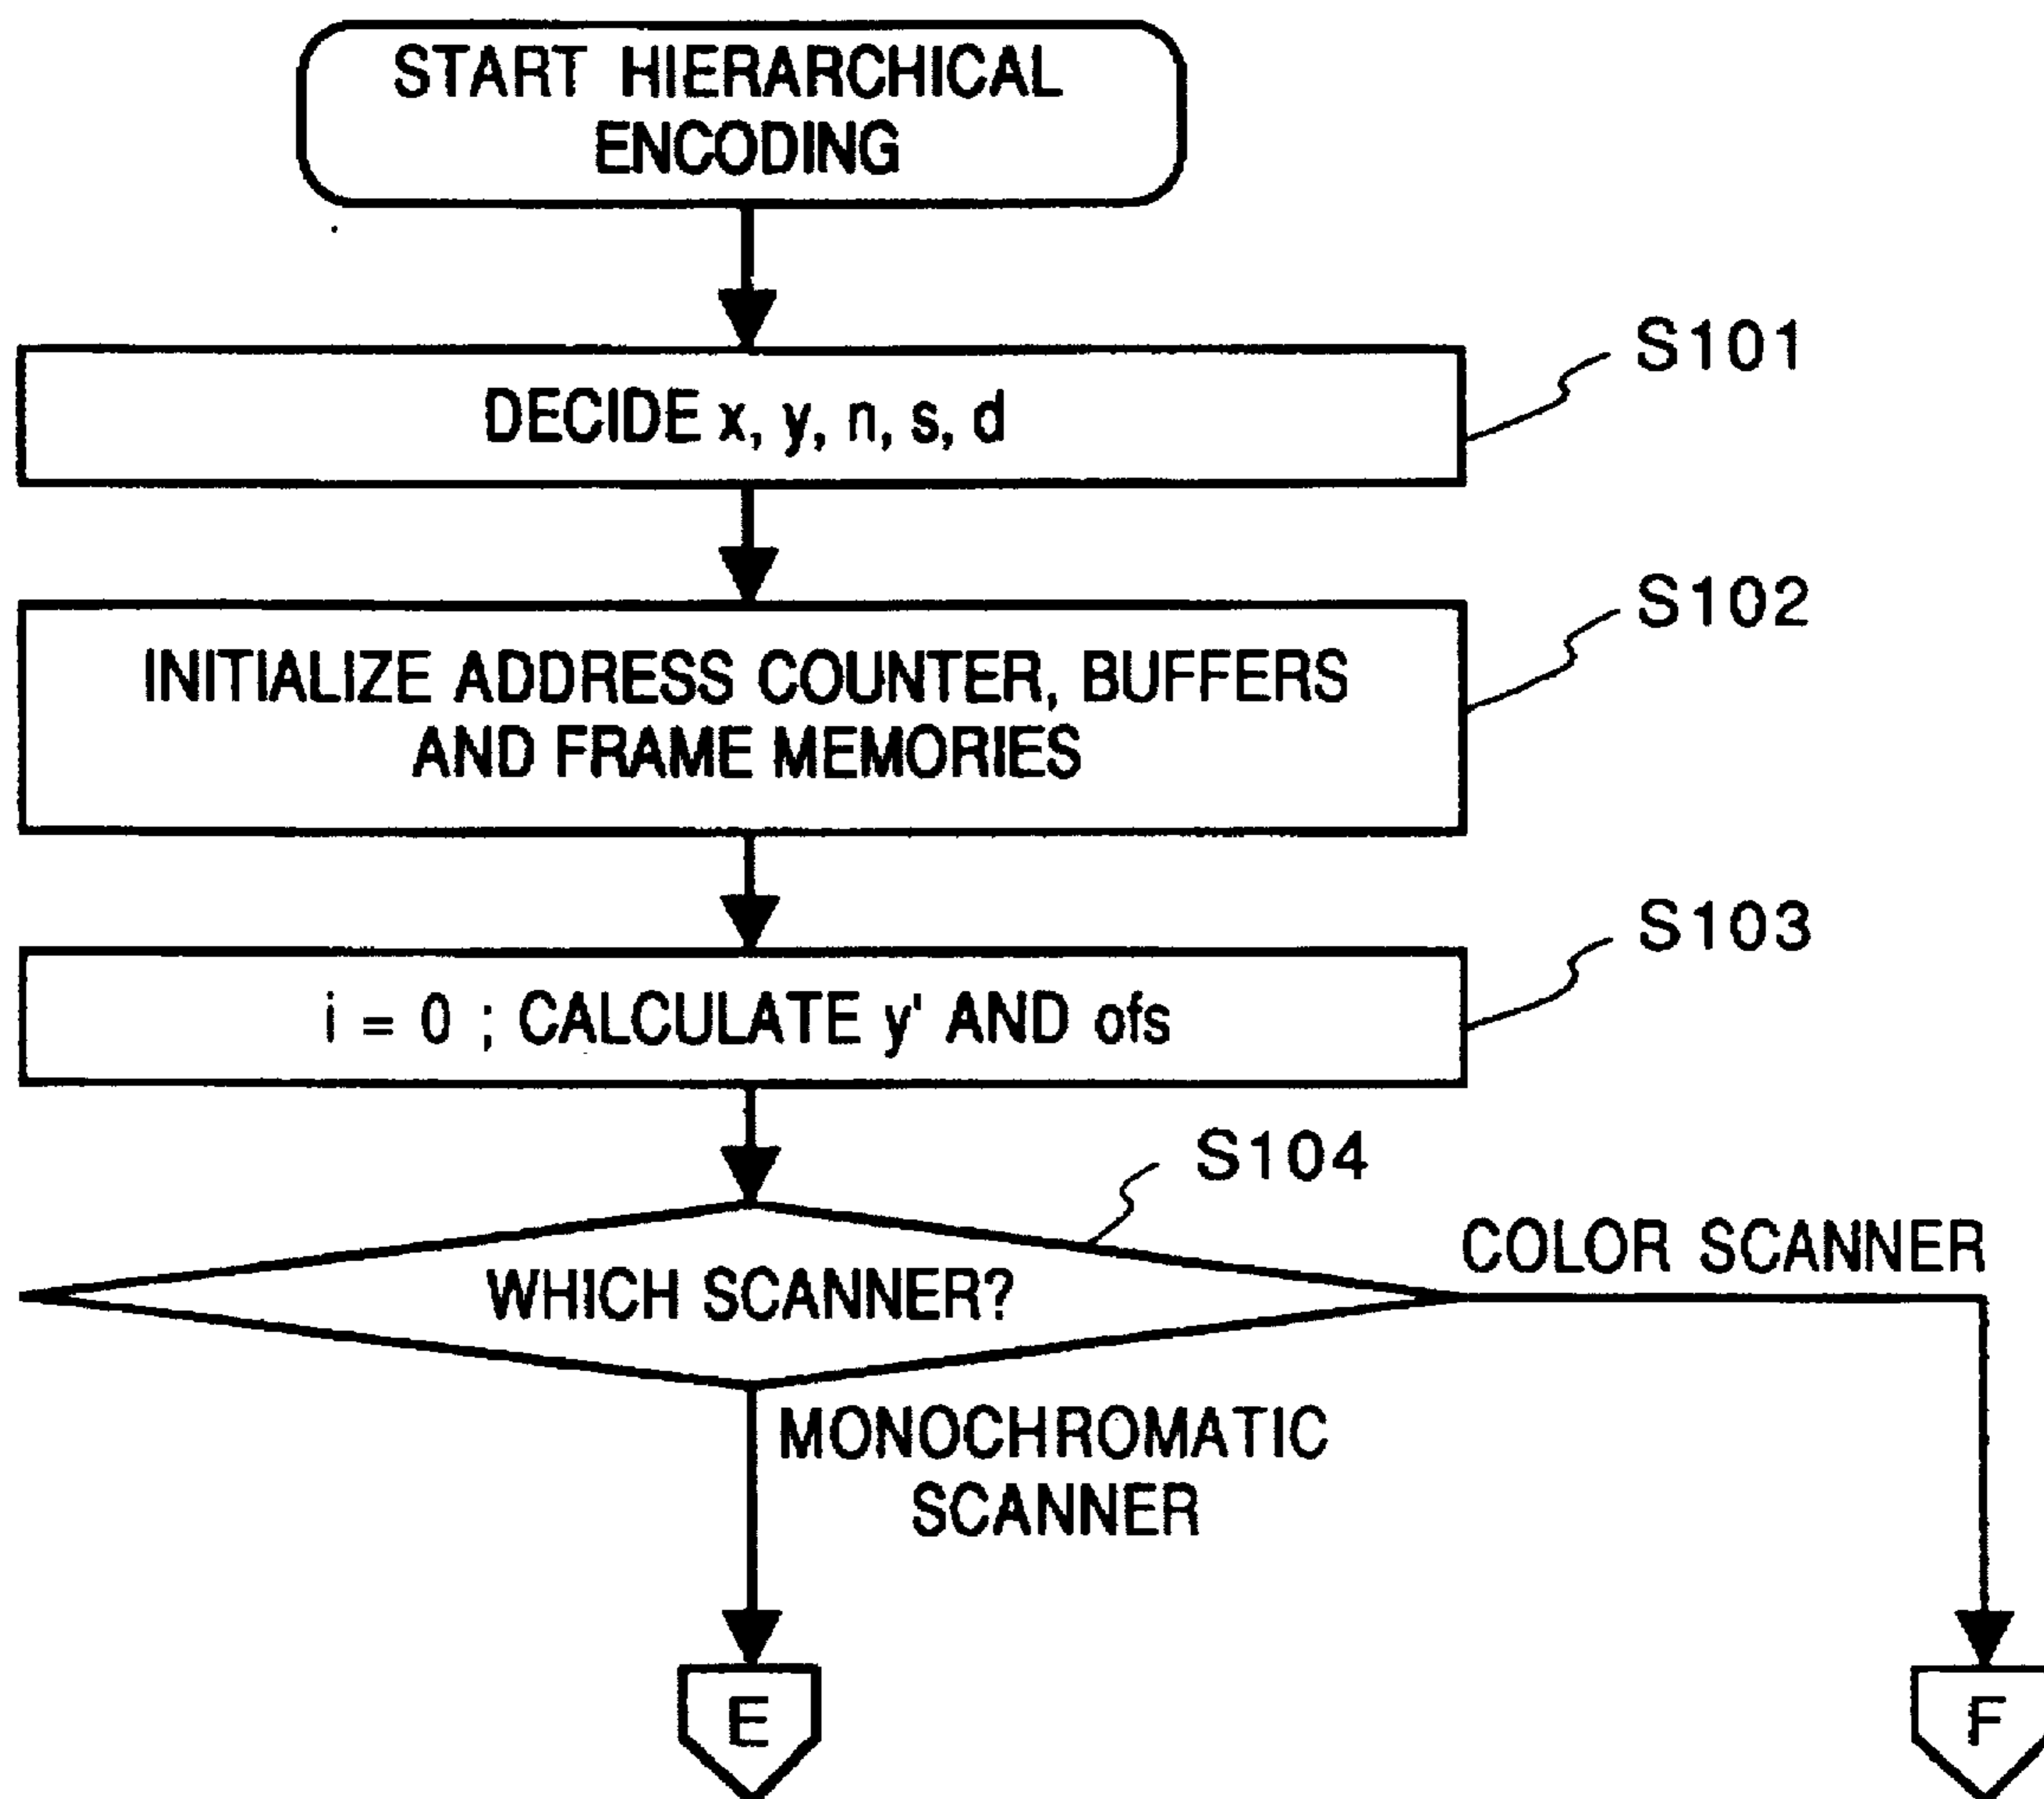 START HIERARCHICAL
ENCODING
S101
DECIDE x, y, n, s, d
S102
INITIALIZE ADDRESS COUNTER, BUFFERS
AND FRAME MEMORIES
S103
i = 0 ; CALCULATE y' AND ofs
S104
WHICH SCANNER?
COLOR SCANNER
MONOCHROMATIC
SCANNER
E
F